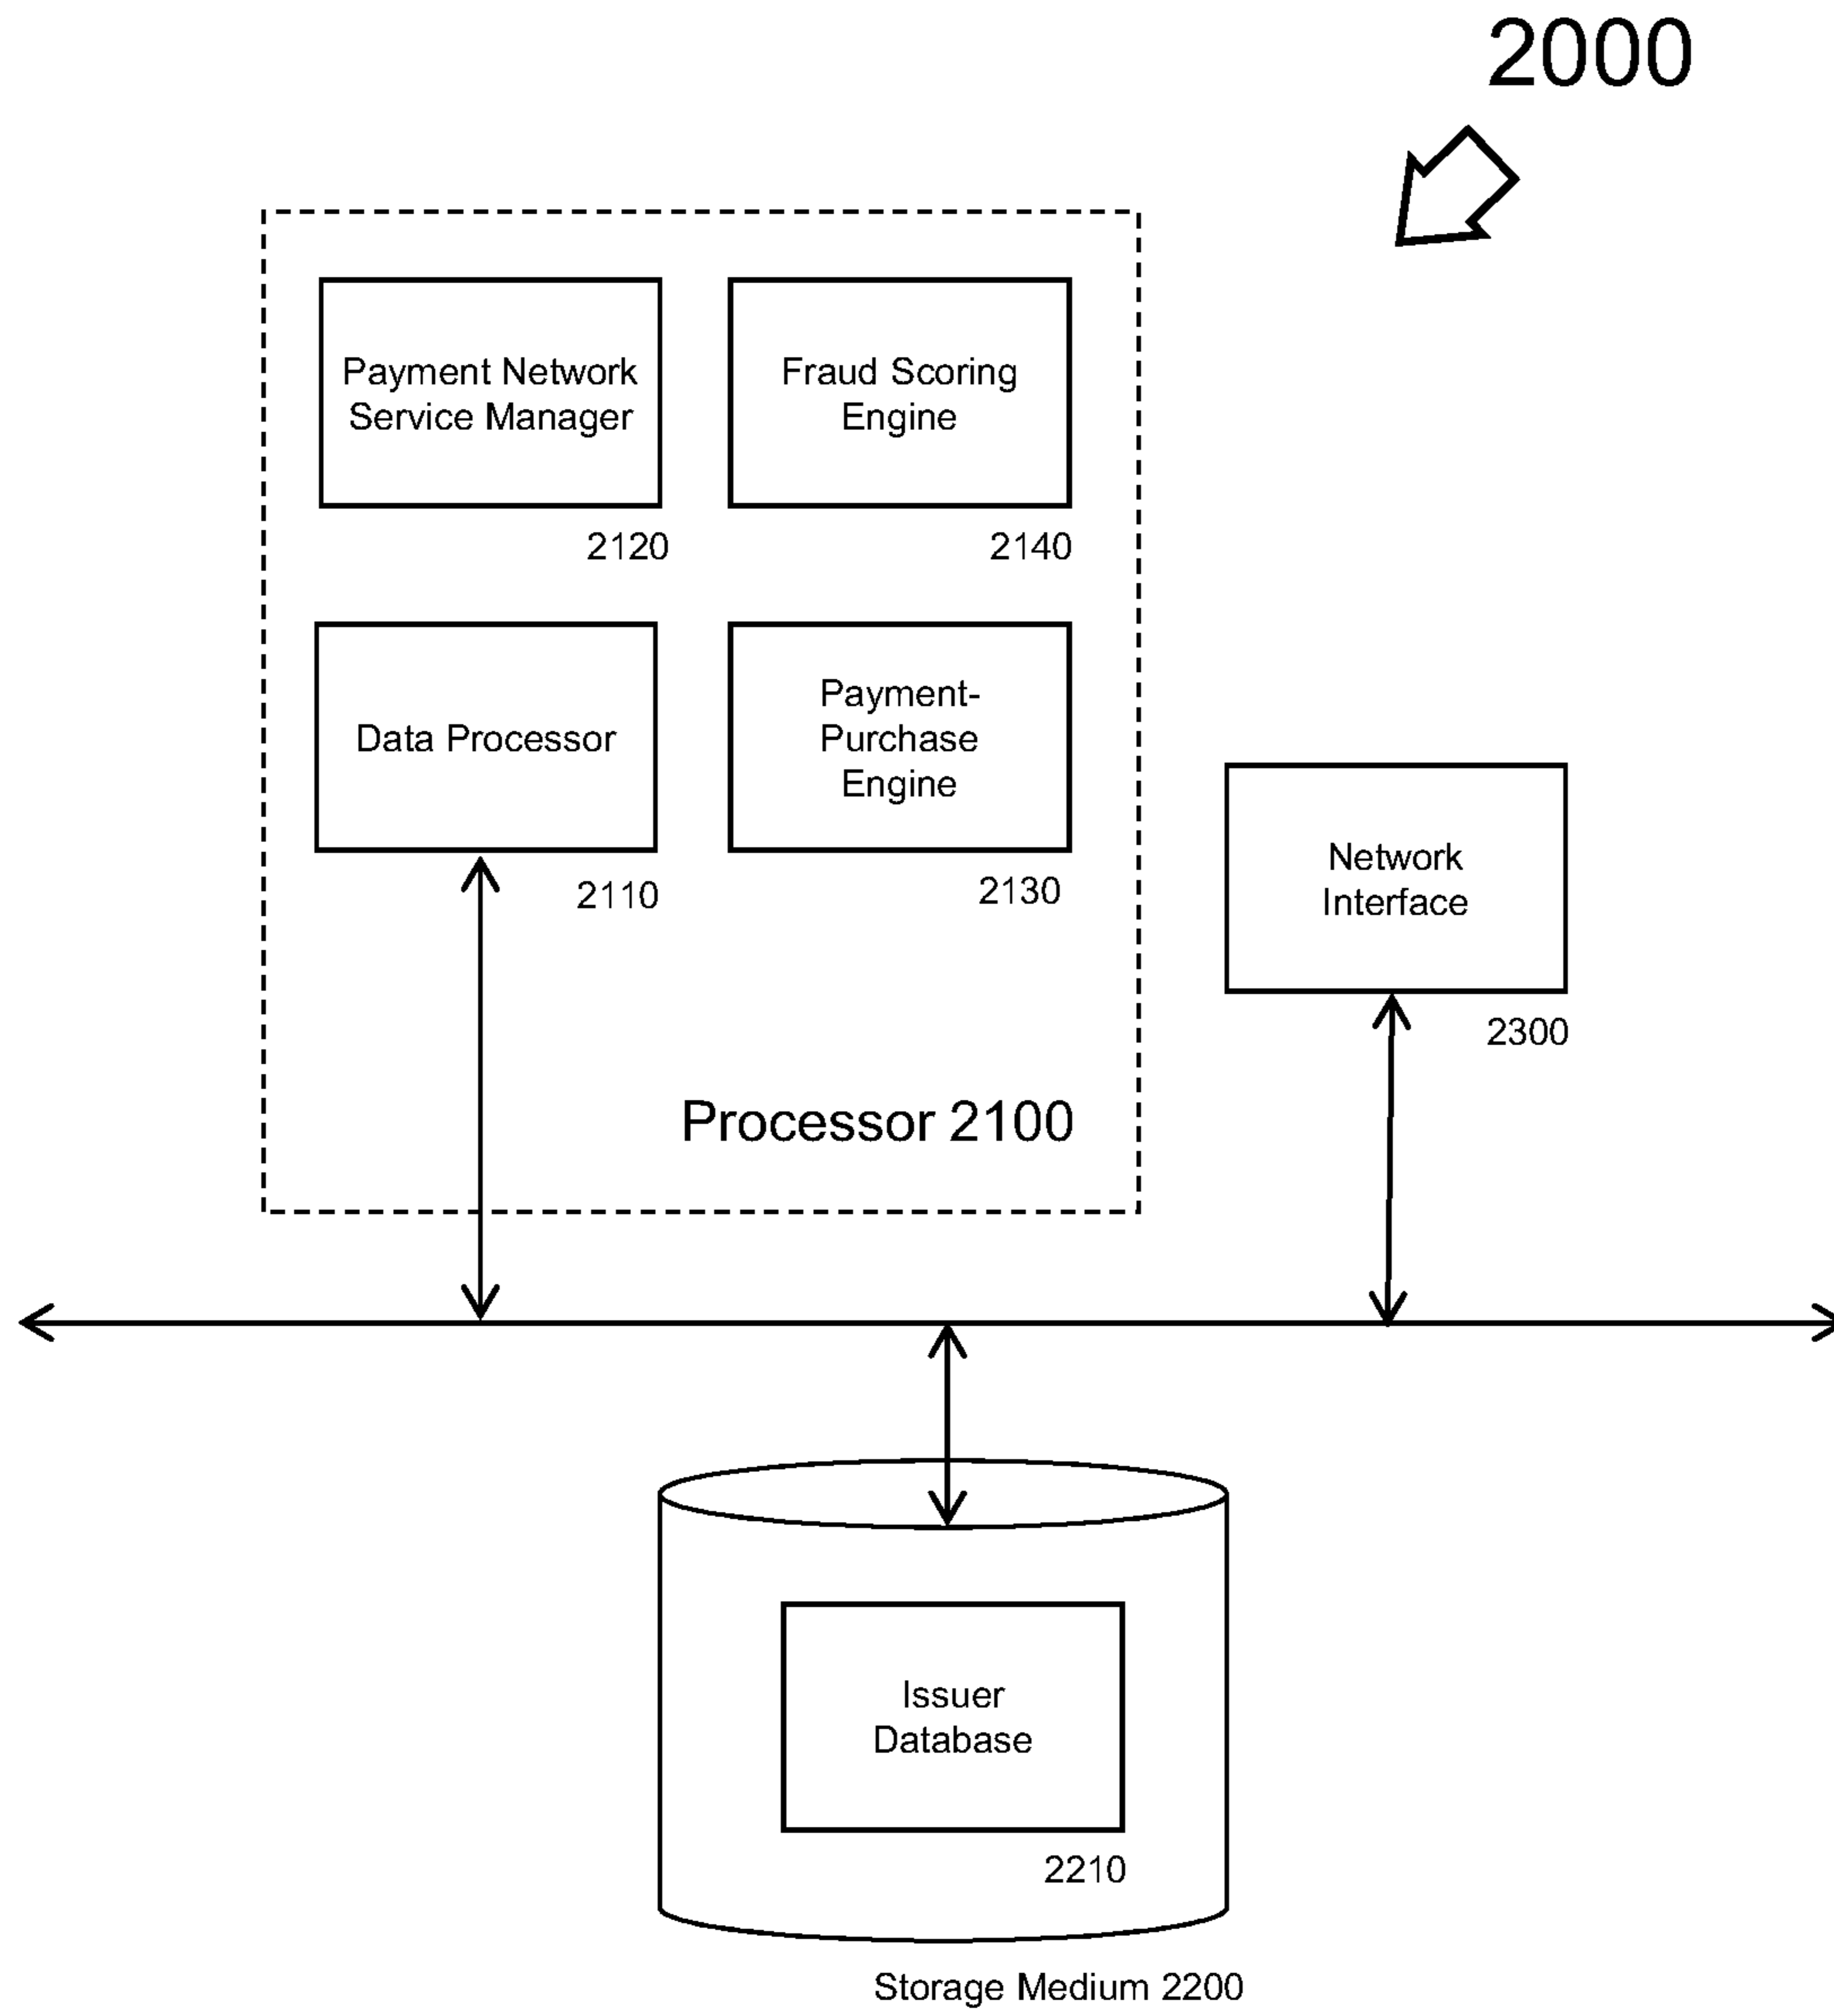 2000
Payment Network
Service Manager
2120
Fraud Scoring
Engine
2140
Data Processor
2110
Payment-
Purchase
Engine
2130
Network
Interface
2300
Processor 2100
Issuer
Database
2210
Storage Medium 2200